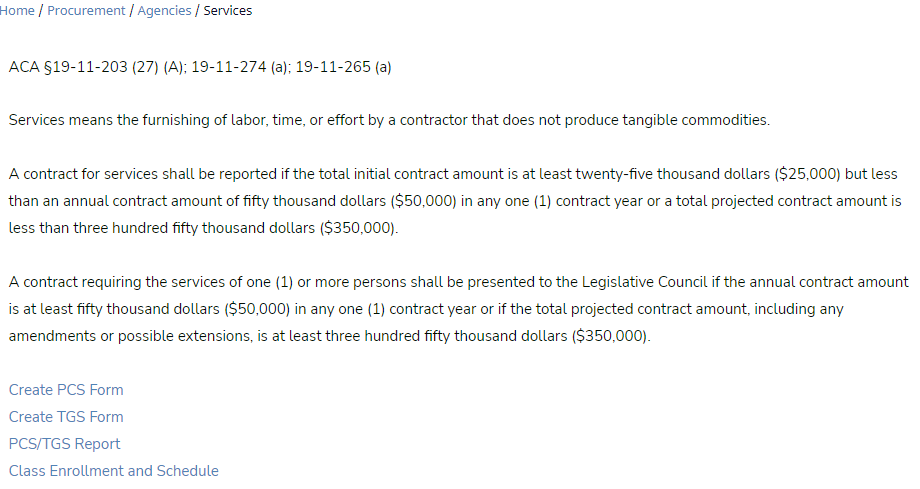 Home / Procurement / Agencies / Services
ACA §19-11-203 (27) (A); 19-11-274 (a); 19-11-265 (a)
Services means the furnishing of labor, time, or effort by a contractor that does not produce tangible commodities.
A contract for services shall be reported if the total initial contract amount is at least twenty-five thousand dollars ($25,000) but less
than an annual contract amount of fifty thousand dollars ($50,000) in any one (1) contract year or a total projected contract amount is
less than three hundred fifty thousand dollars ($350,000).
A contract requiring the services of one (1) or more persons shall be presented to the Legislative Council if the annual contract amount
is at least fifty thousand dollars ($50,000) in any one (1) contract year or if the total projected contract amount, including any
amendments or possible extensions, is at least three hundred fifty thousand dollars ($350,000).
Create PCS Form
Create TGS Form
PCS/TGS Report
Class Enrollment and Schedule